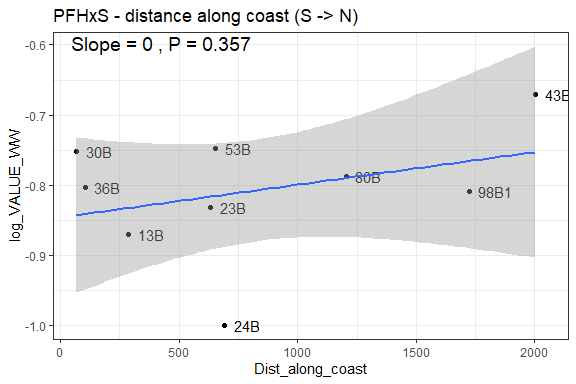 PFHxS - distance along coast (S -> N)
Slope = 0 , P = 0.357
-0.6
-0.7
-0.8
-0.9
-1.0
log_VALUE_WW
43B
30B
53B
80B
36B
98B1
23B
13B
24B
0
500
1000
1500
2000
Dist_along_coast